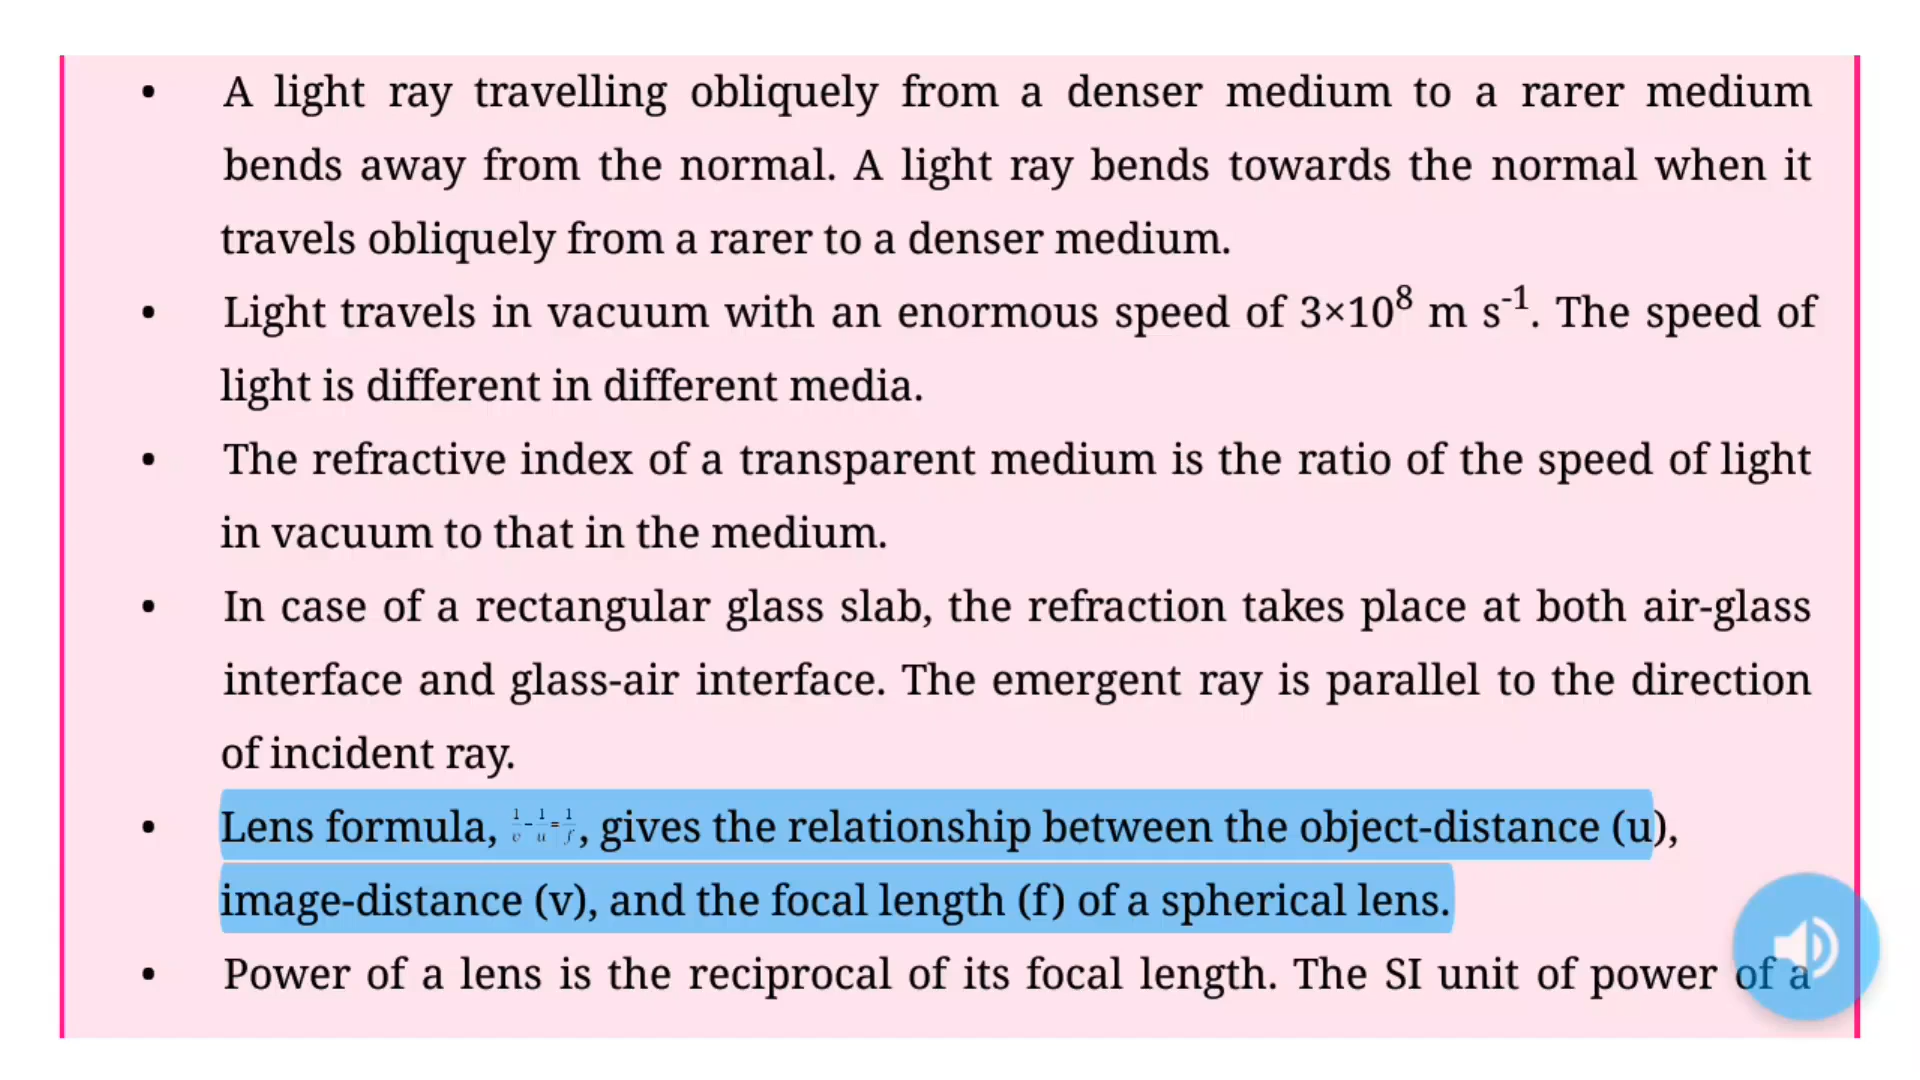 • A light ray travelling obliquely from a denser medium to a rarer medium
bends away from the normal. A light ray bends towards the normal when it
travels obliquely from a rarer to a denser medium.
• Light travels in vacuum with an enormous speed of 3×10⁸ m s⁻¹. The speed of
light is different in different media.
• The refractive index of a transparent medium is the ratio of the speed of light
in vacuum to that in the medium.
• In case of a rectangular glass slab, the refraction takes place at both air-glass
interface and glass-air interface. The emergent ray is parallel to the direction
of incident ray.
• Lens formula, 1/v - 1/u = 1/f, gives the relationship between the object-distance (u),
image-distance (v), and the focal length (f) of a spherical lens.
• Power of a lens is the reciprocal of its focal length. The SI unit of power of a